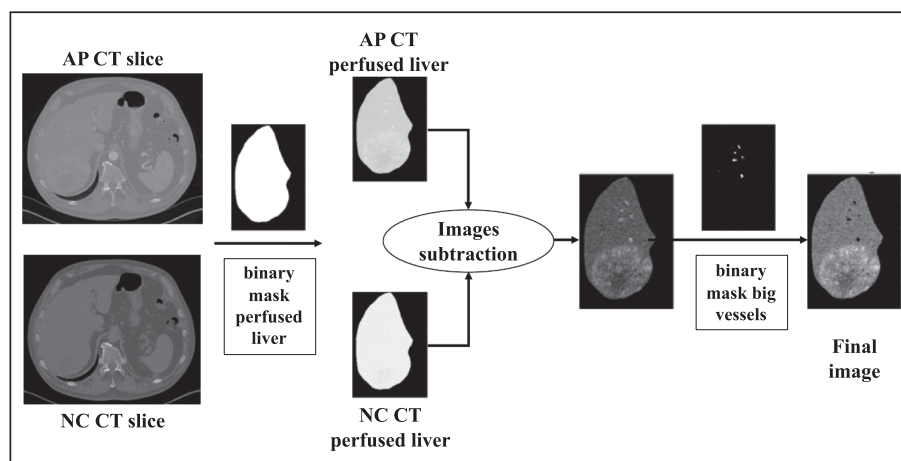 AP CT slice
binary
mask
perfused
liver
NC CT slice
AP CT
perfused liver
Images
subtraction
NC CT
perfused liver
binary
mask big
vessels
Final
image